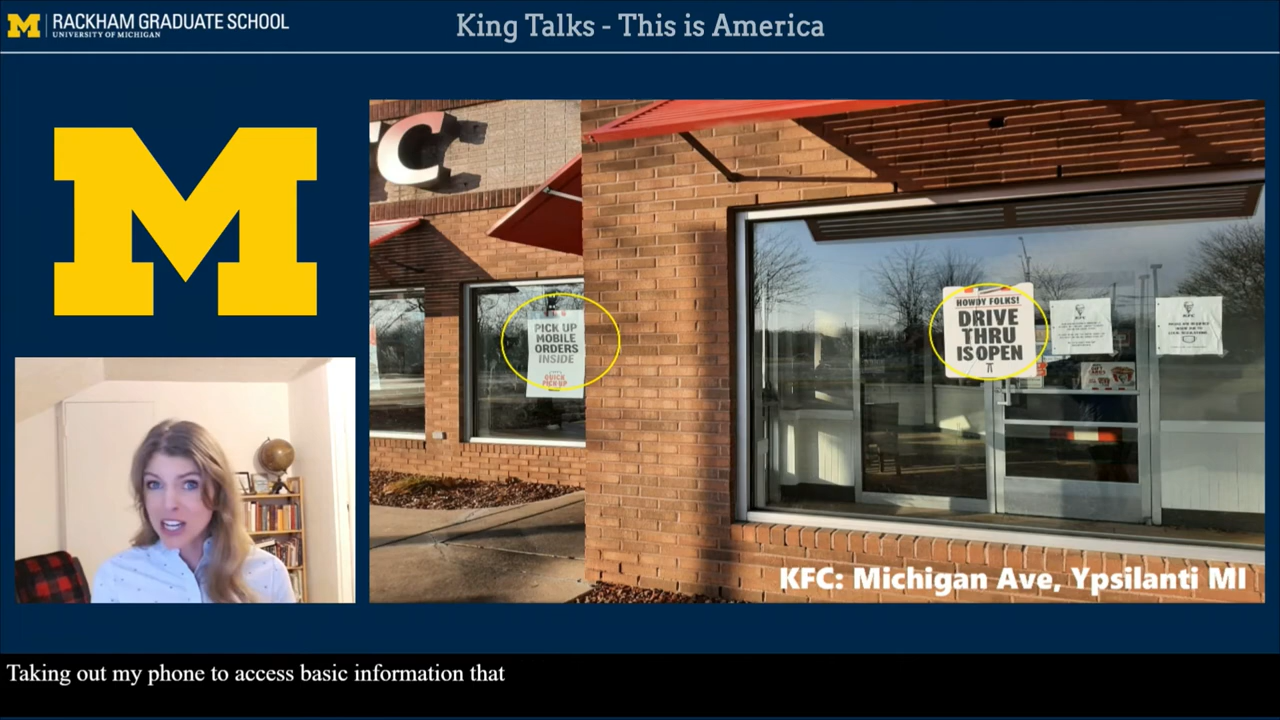 M RACKHAM GRADUATE SCHOOL
UNIVERSITY OF MICHIGAN
King Talks - This is America
M
FC
PICK UP
MOBILE
ORDERS
INSIDE
QUICK
PICK UP
HOWDY FOLKS!
DRIVE
THRU
IS OPEN
KFC
KFC
KFC: Michigan Ave, Ypsilanti MI
Taking out my phone to access basic information that